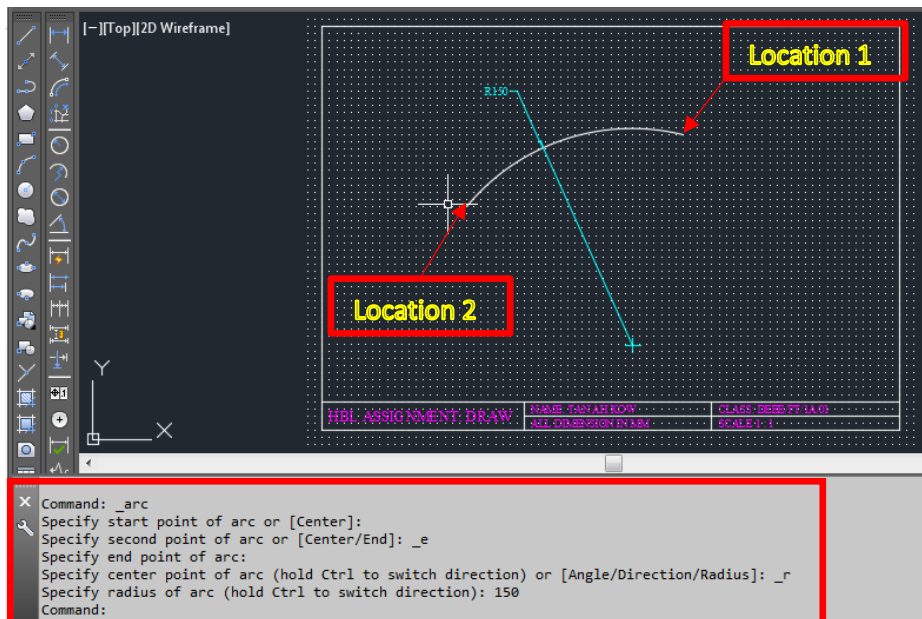 [−][Top][2D Wireframe]
Location 1
R150
Location 2
Y
X
HBL ASSIGNMENT: DRAW
NAME: TAN AH KOW
CLASS: DEEE/FT/1A/01
ALL DIMENSION IN MM
SCALE 1 : 1
Command: _arc
Specify start point of arc or [Center]:
Specify second point of arc or [Center/End]: _e
Specify end point of arc:
Specify center point of arc (hold Ctrl to switch direction) or [Angle/Direction/Radius]: _r
Specify radius of arc (hold Ctrl to switch direction): 150
Command: